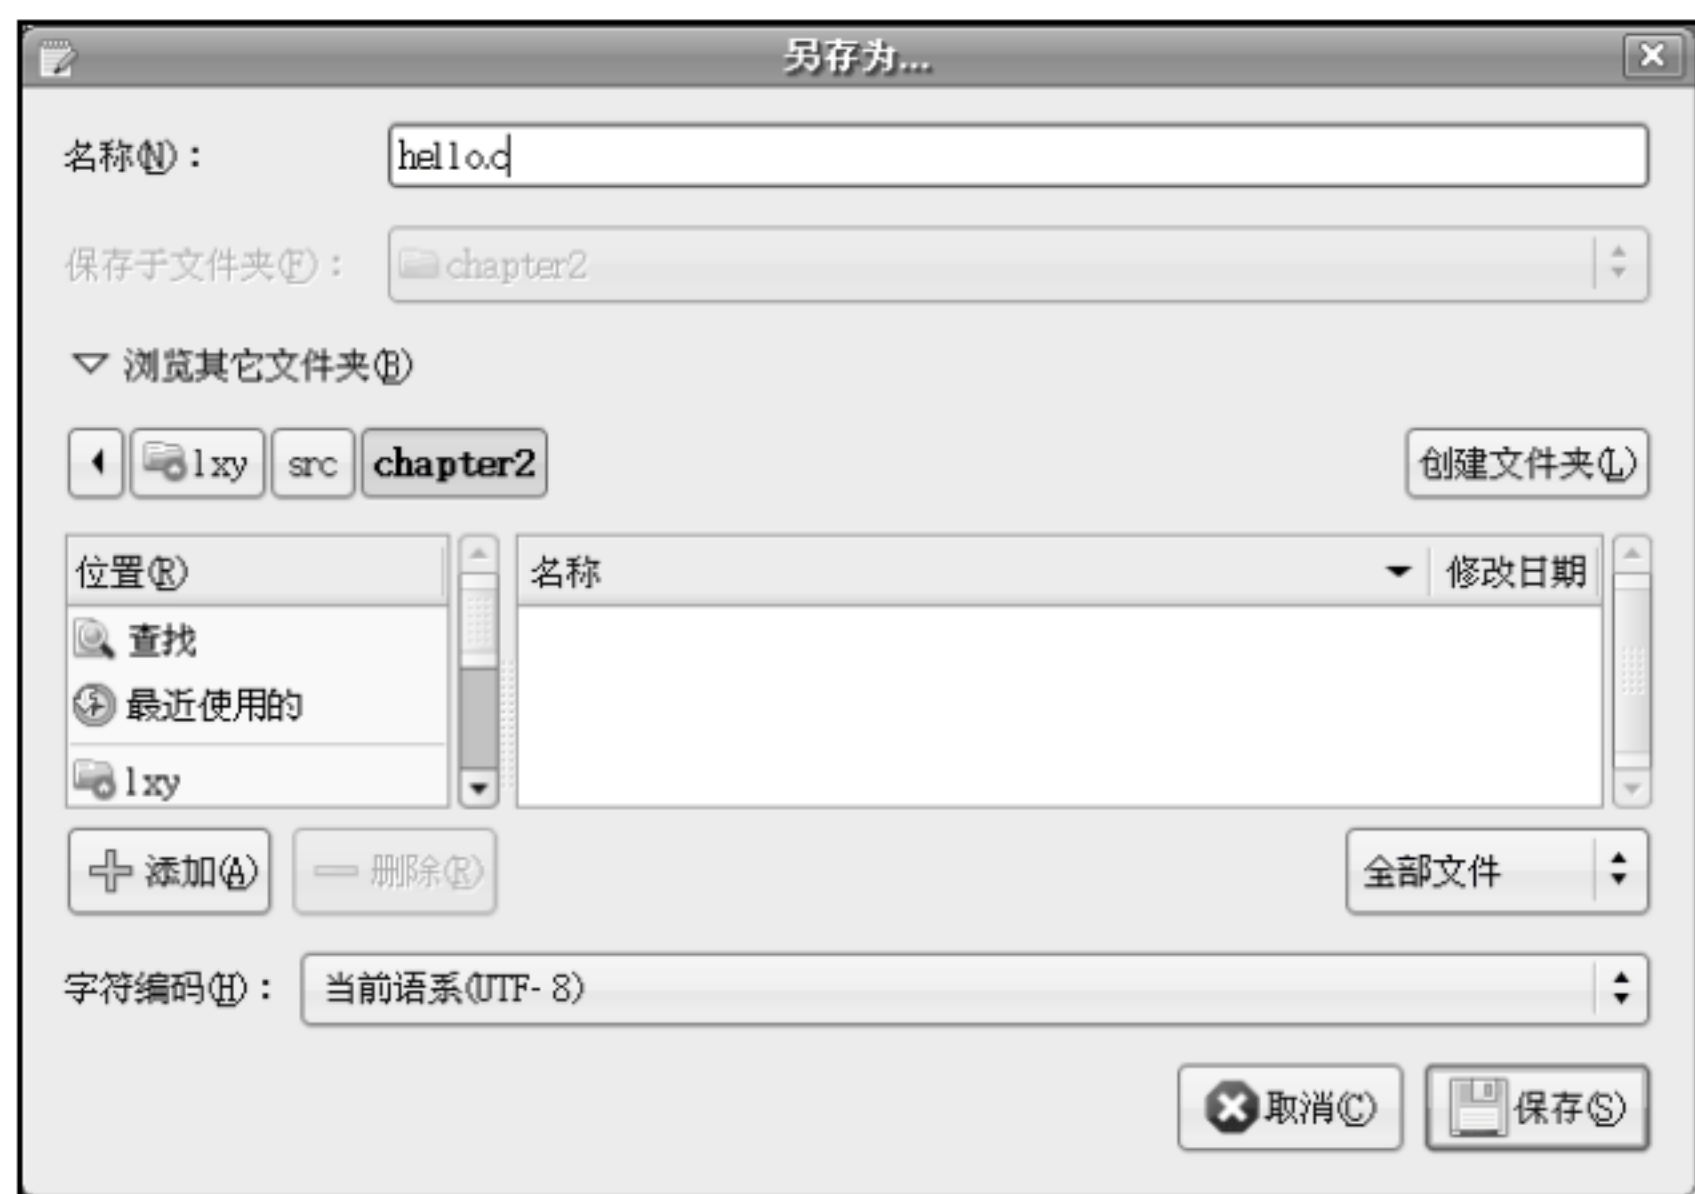 另存为...
名称(N)：
hello.c
保存于文件夹(F)：
chapter2
浏览其它文件夹(B)
lxy src chapter2
创建文件夹(L)
位置(R)
名称 修改日期
查找
最近使用的
lxy
添加(A) 删除(R)
全部文件
字符编码(H)：
当前语系(UTF-8)
取消(C) 保存(S)